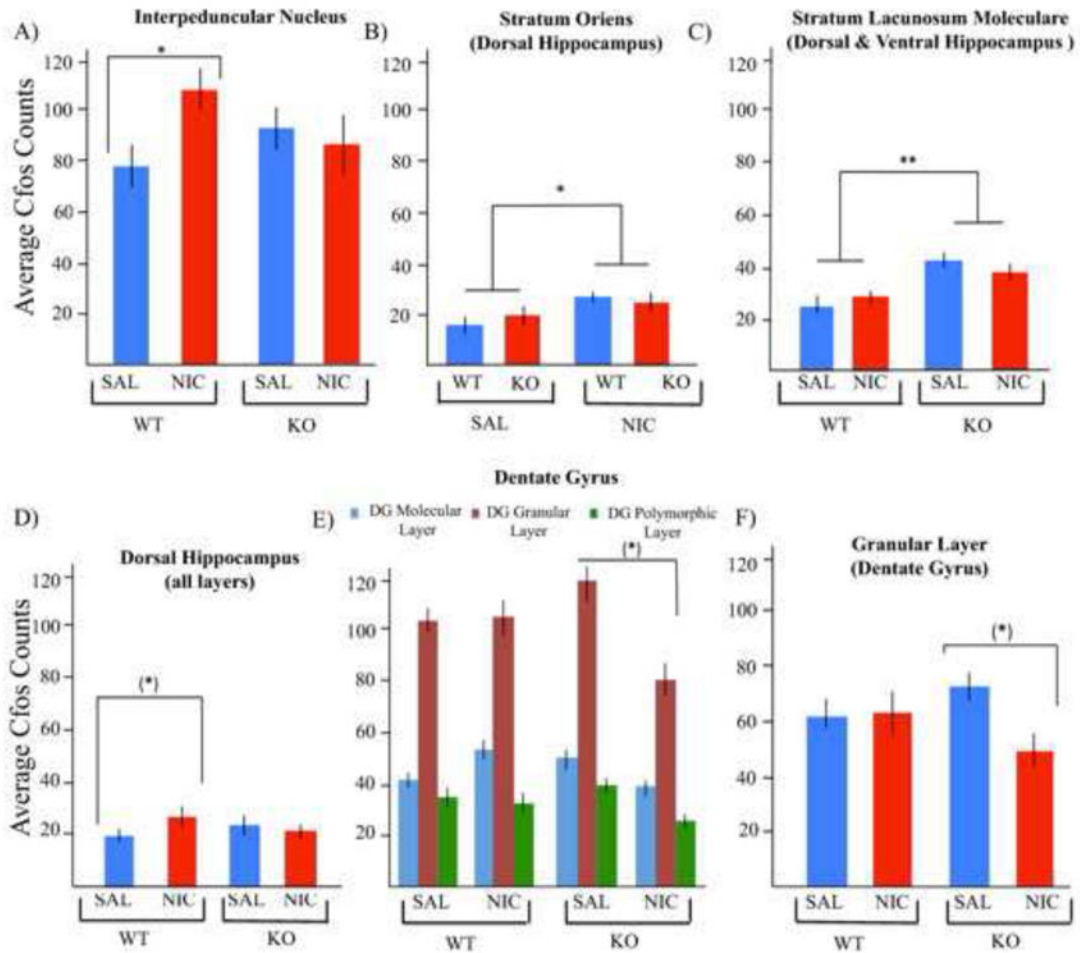 A)
Interpeduncular Nucleus
Average Cfos Counts
120
100
80
60
40
20
*
SAL NIC SAL NIC
WT KO
B)
Stratum Oriens
(Dorsal Hippocampus)
120
100
80
60
40
20
*
WT KO WT KO
SAL NIC
C)
Stratum Lacunosum Moleculare
(Dorsal & Ventral Hippocampus )
120
100
80
60
40
20
**
SAL NIC SAL NIC
WT KO
D)
Dorsal Hippocampus
(all layers)
Average Cfos Counts
120
100
80
60
40
20
(*)
SAL NIC SAL NIC
WT KO
Dentate Gyrus
E)
DG Molecular Layer
DG Granular Layer
DG Polymorphic Layer
120
100
80
60
40
20
(*)
SAL NIC SAL NIC
WT KO
F)
Granular Layer
(Dentate Gyrus)
120
100
80
60
40
20
(*)
SAL NIC SAL NIC
WT KO